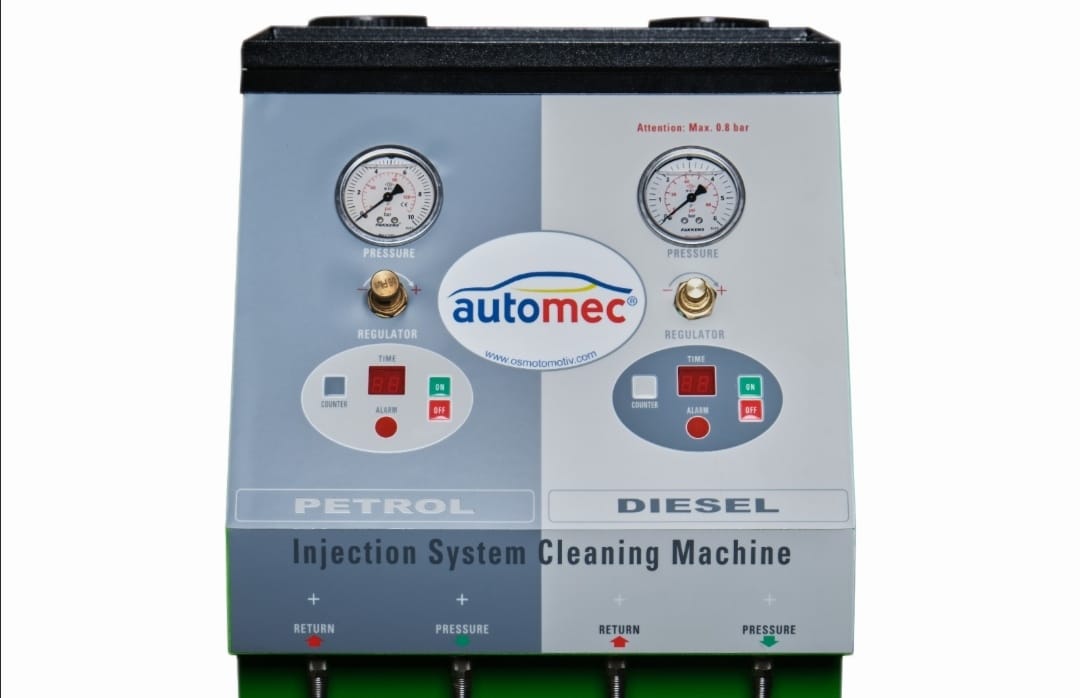 Attention: Max. 0.8 bar
PRESSURE
PRESSURE
automec®
www.osmotomotiv.com
REGULATOR
REGULATOR
TIME
COUNTER
ON
OFF
ALARM
TIME
COUNTER
ON
OFF
ALARM
PETROL
DIESEL
Injection System Cleaning Machine
RETURN
PRESSURE
RETURN
PRESSURE